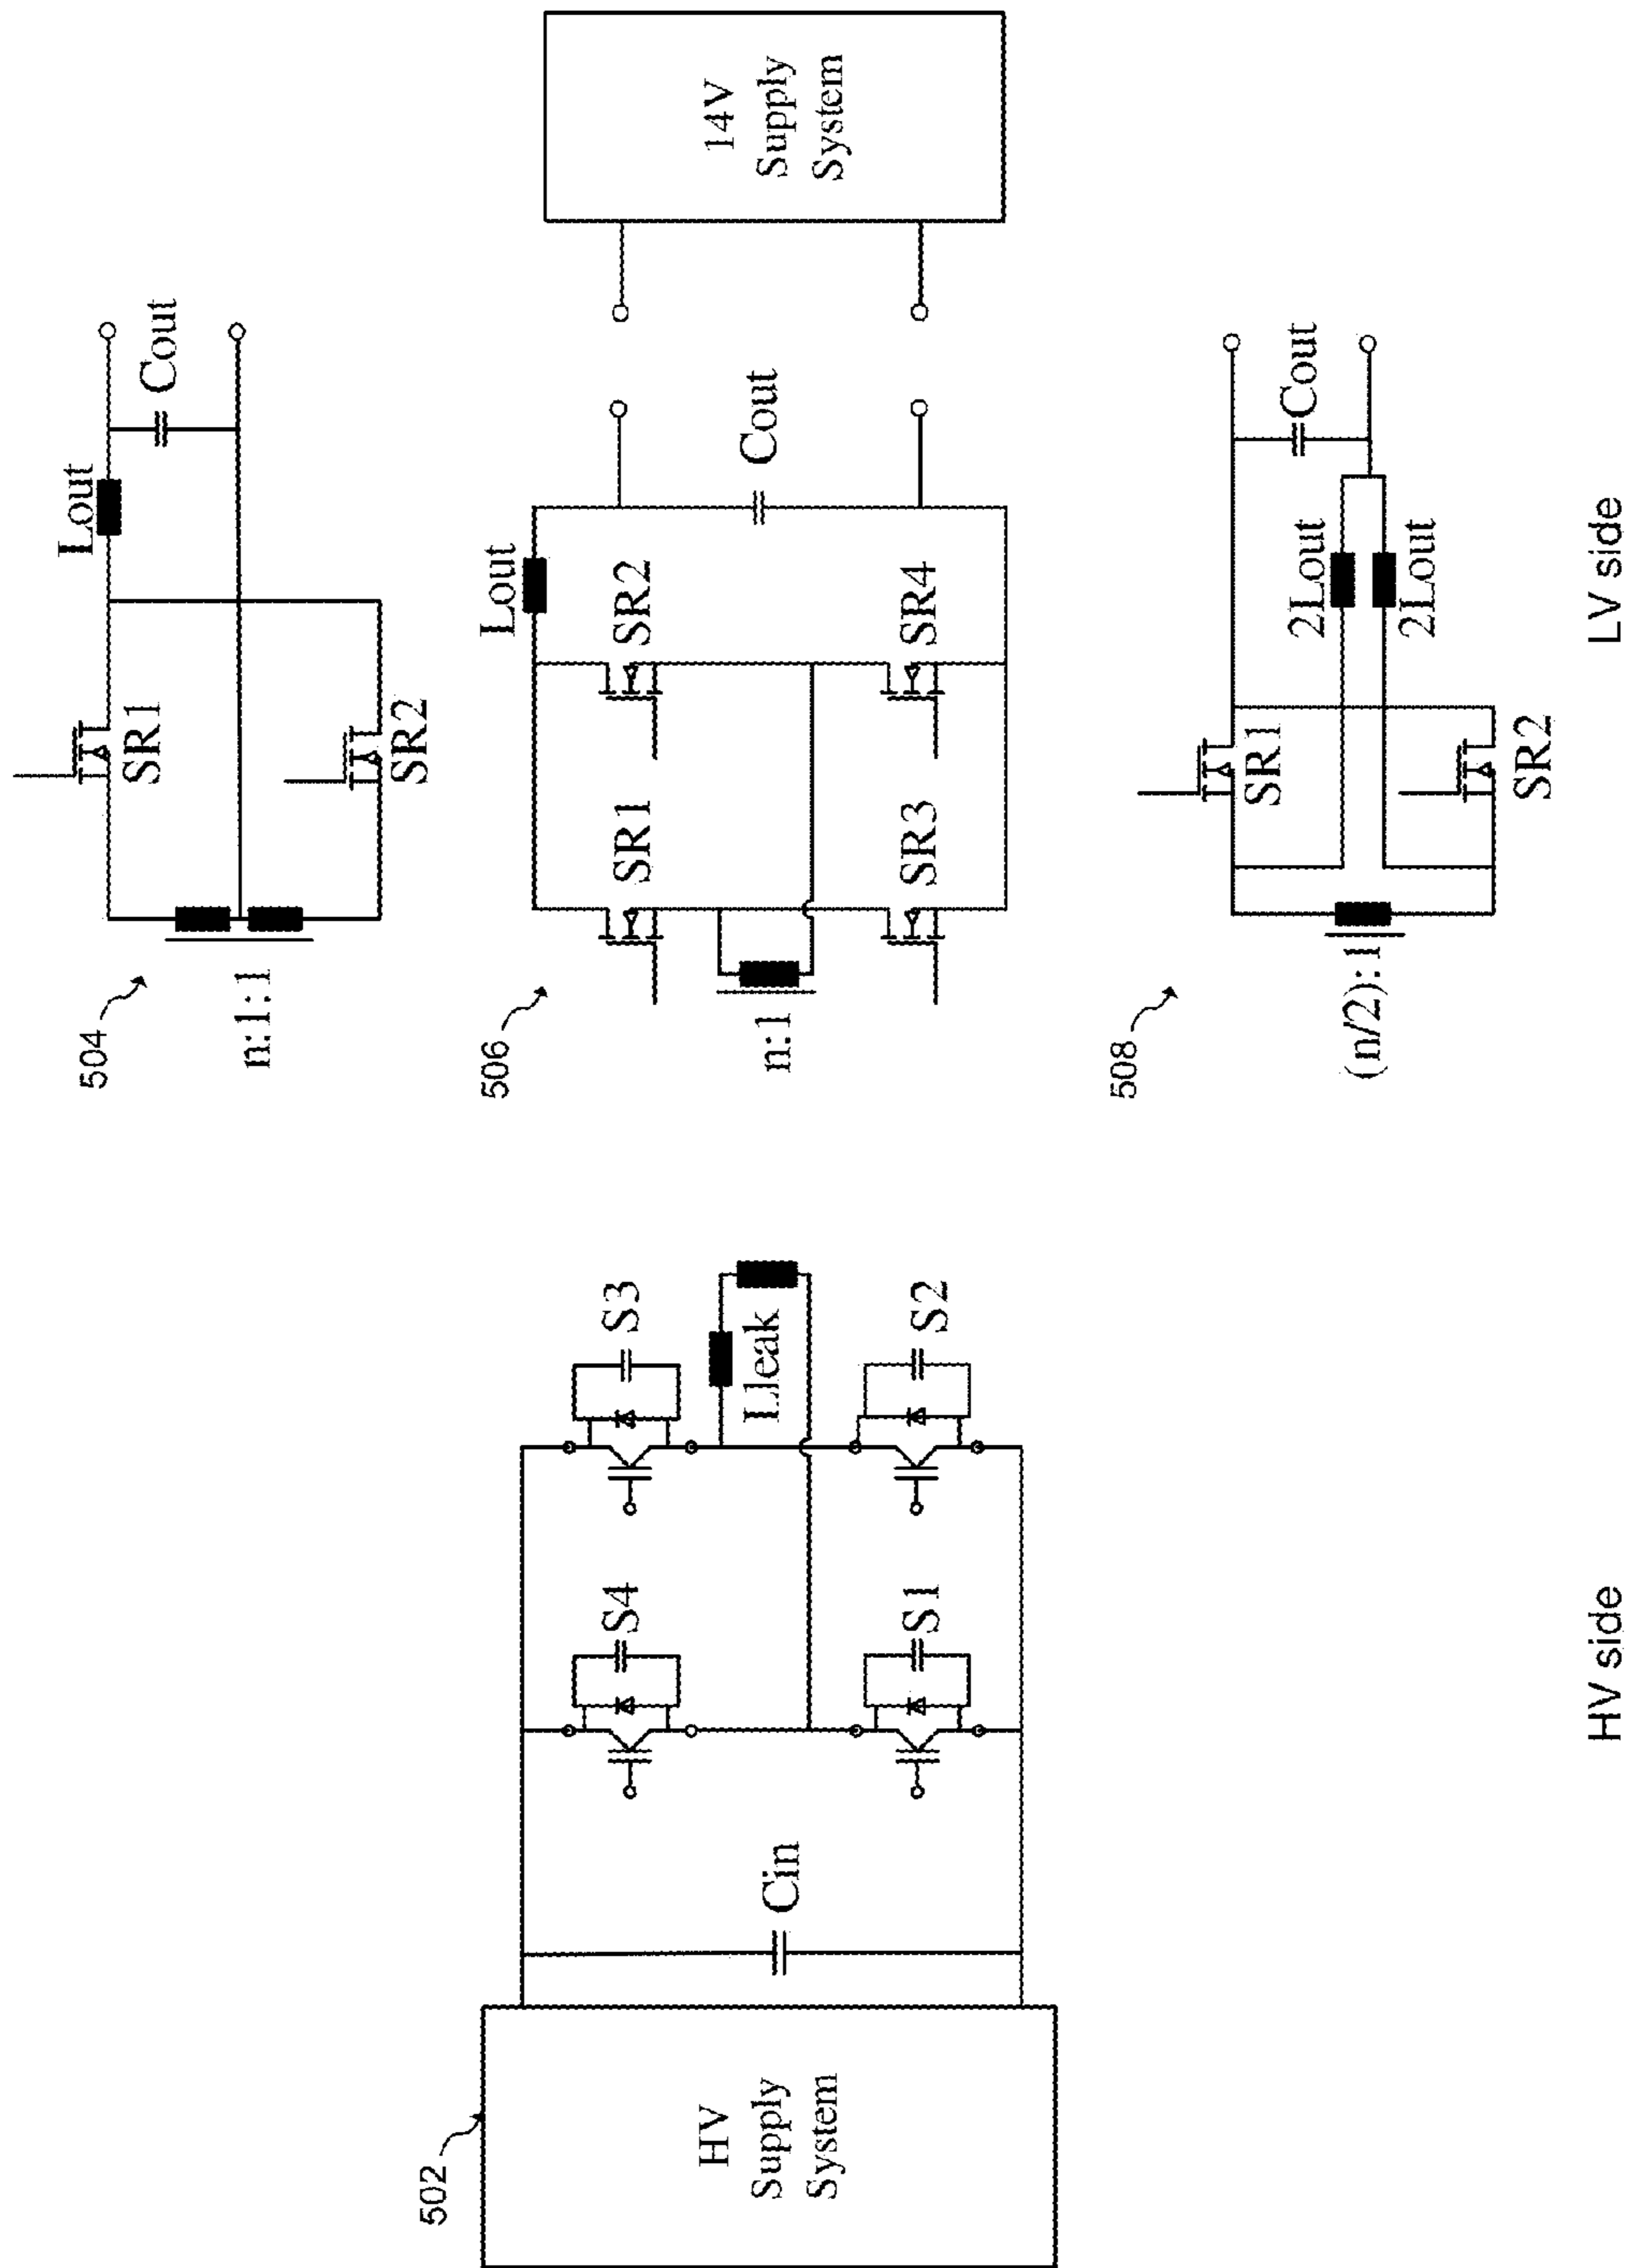 502
HV
Supply
System
Cin
S4
S3
S1
S2
Lleak
HV side
504
n:1:1
SR1
SR2
Lout
Cout
506
n:1
SR1
SR2
SR3
SR4
Lout
Cout
14V
Supply
System
508
(n/2):1
SR1
SR2
2Lout
2Lout
Cout
LV side